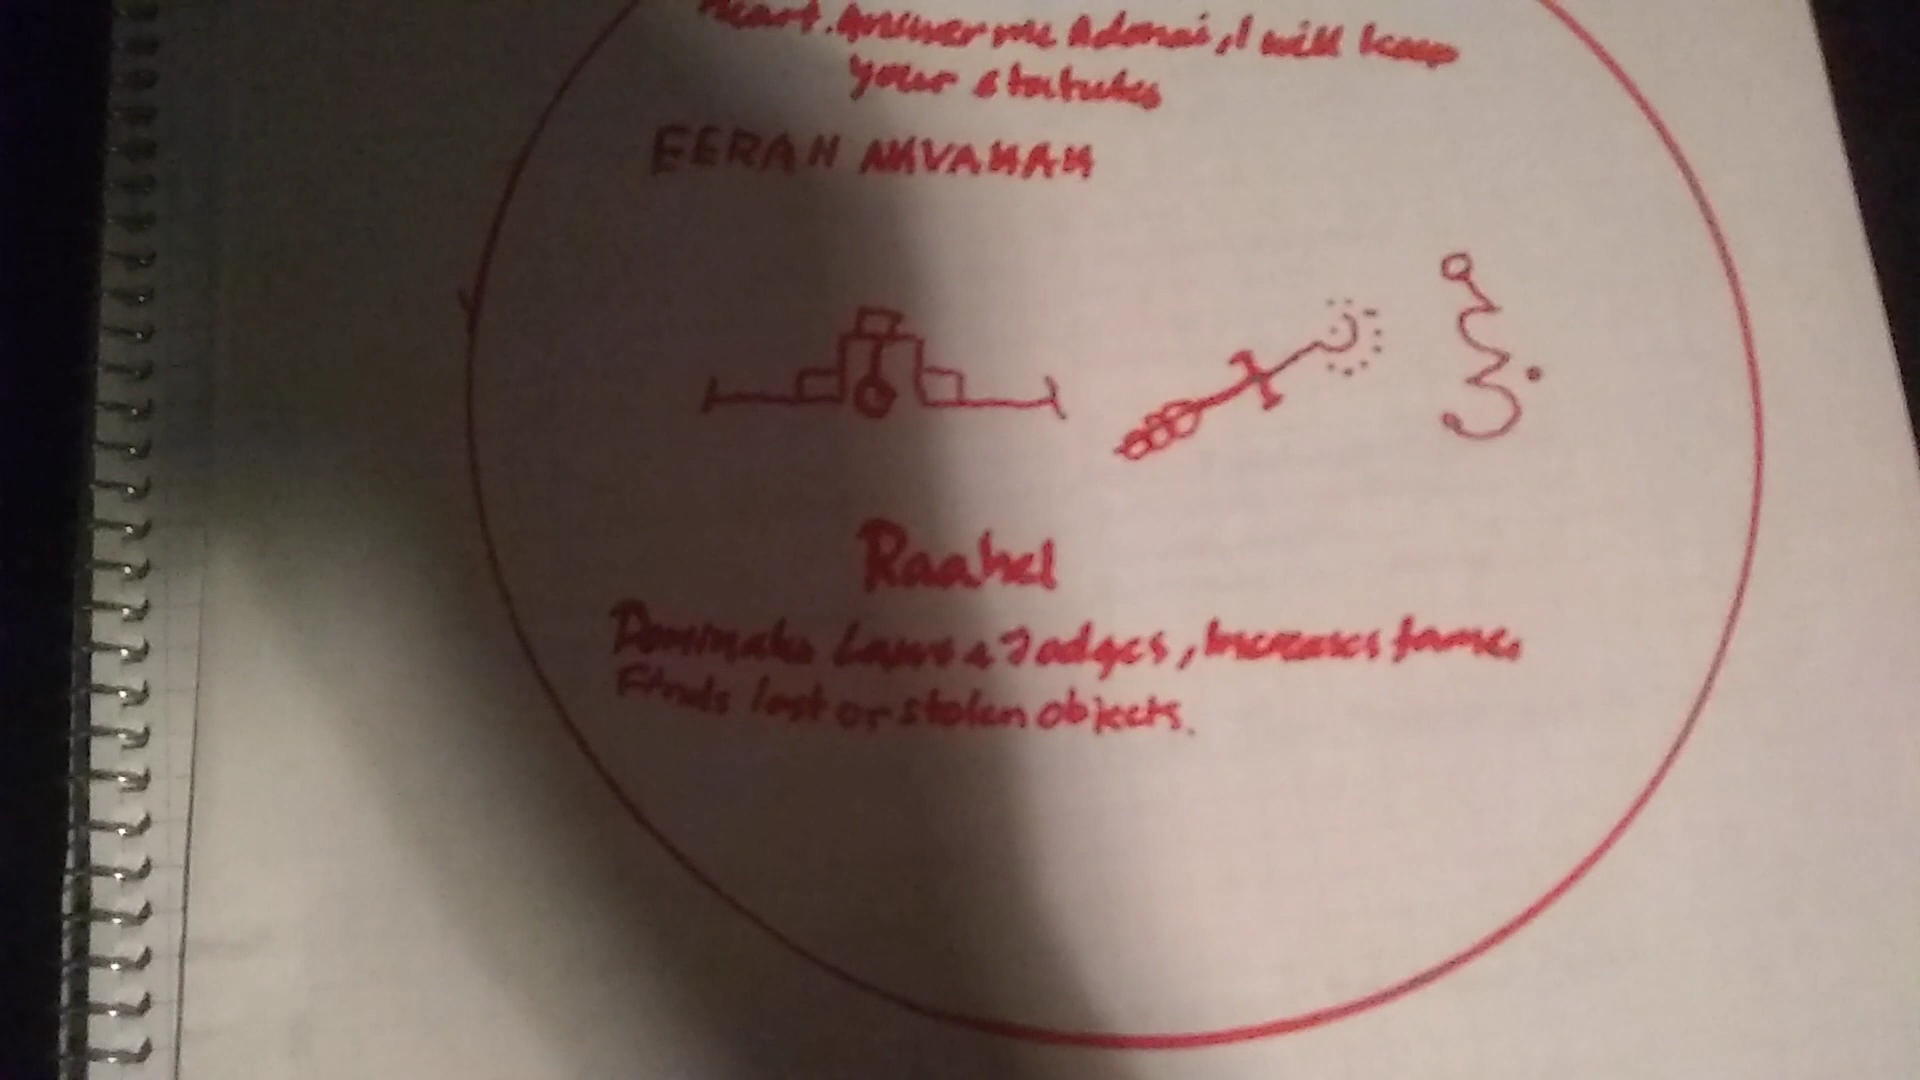 Heart. Answer me Adonai, I will keep
your statutes
EERAH
Raahel
Dominates Laws & Judges, Increases fame.
Finds lost or stolen objects.